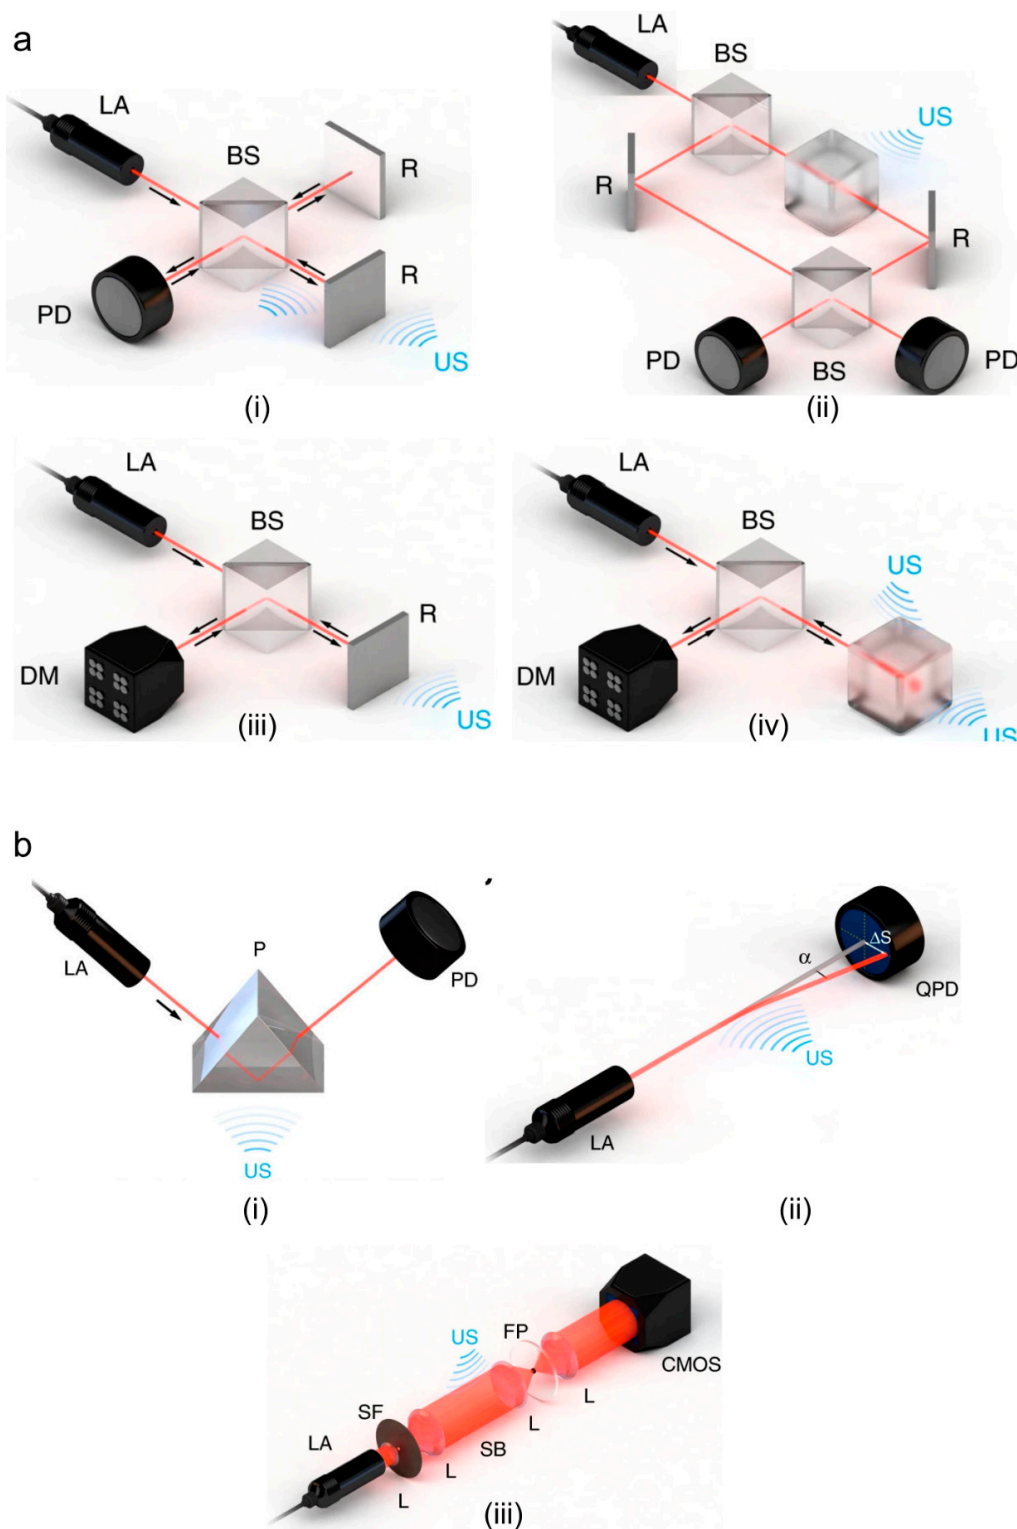 a
LA
BS
R
R
PD
US
(i)
LA
BS
US
R
R
PD
BS
PD
(ii)
LA
BS
R
DM
US
(iii)
LA
BS
US
DM
US
(iv)
b
LA
P
PD
US
(i)
ΔS
α
QPD
US
LA
(ii)
US
FP
CMOS
SF
L
LA
L
SB
L
L
(iii)